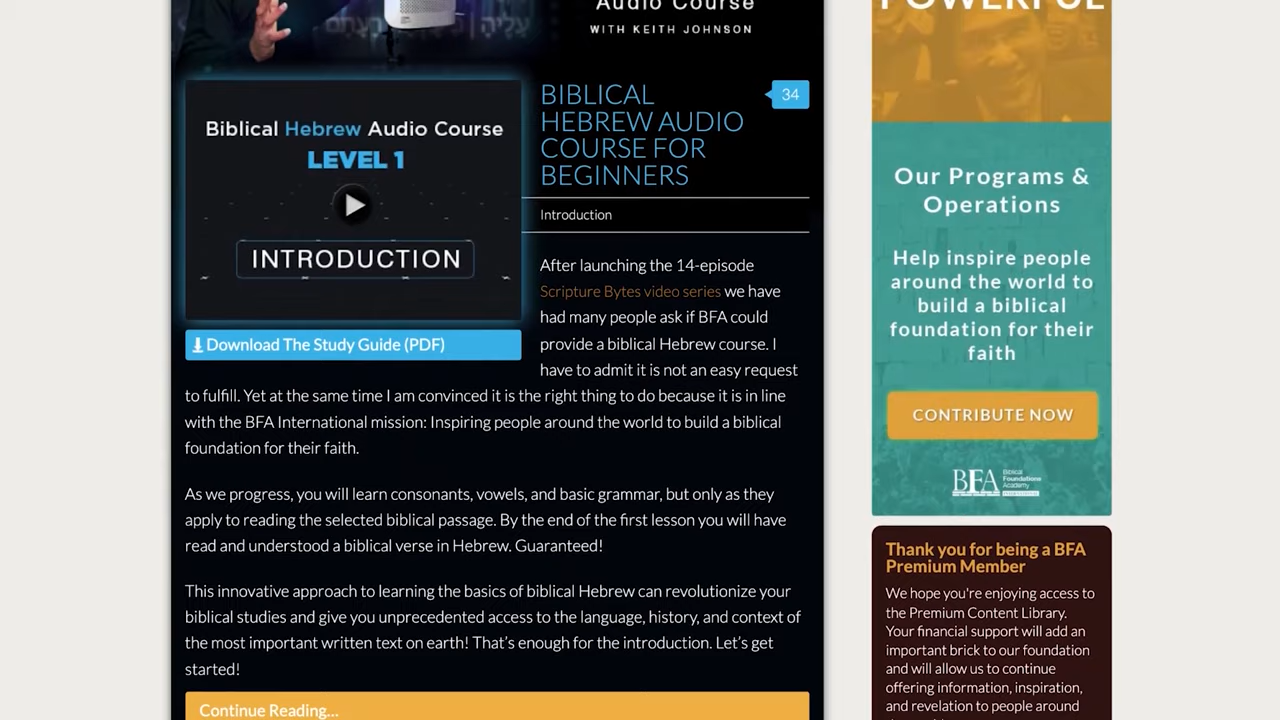 Audio Course
WITH KEITH JOHNSON
Biblical Hebrew Audio Course
LEVEL 1
INTRODUCTION
Download The Study Guide (PDF)
BIBLICAL
HEBREW AUDIO
COURSE FOR
BEGINNERS
34
Introduction
After launching the 14-episode
Scripture Bytes video series we have
had many people ask if BFA could
provide a biblical Hebrew course. I
have to admit it is not an easy request
to fulfill. Yet at the same time I am convinced it is the right thing to do because it is in line
with the BFA International mission: Inspiring people around the world to build a biblical
foundation for their faith.
As we progress, you will learn consonants, vowels, and basic grammar, but only as they
apply to reading the selected biblical passage. By the end of the first lesson you will have
read and understood a biblical verse in Hebrew. Guaranteed!
This innovative approach to learning the basics of biblical Hebrew can revolutionize your
biblical studies and give you unprecedented access to the language, history, and context of
the most important written text on earth! That's enough for the introduction. Let's get
started!
Continue Reading...
POWERFUL
Our Programs &
Operations
Help inspire people
around the world to
build a biblical
foundation for their
faith
CONTRIBUTE NOW
BFA Biblical
Foundations
Academy
Thank you for being a BFA
Premium Member
We hope you're enjoying access to
the Premium Content Library.
Your financial support will add an
important brick to our foundation
and will allow us to continue
offering information, inspiration,
and revelation to people around